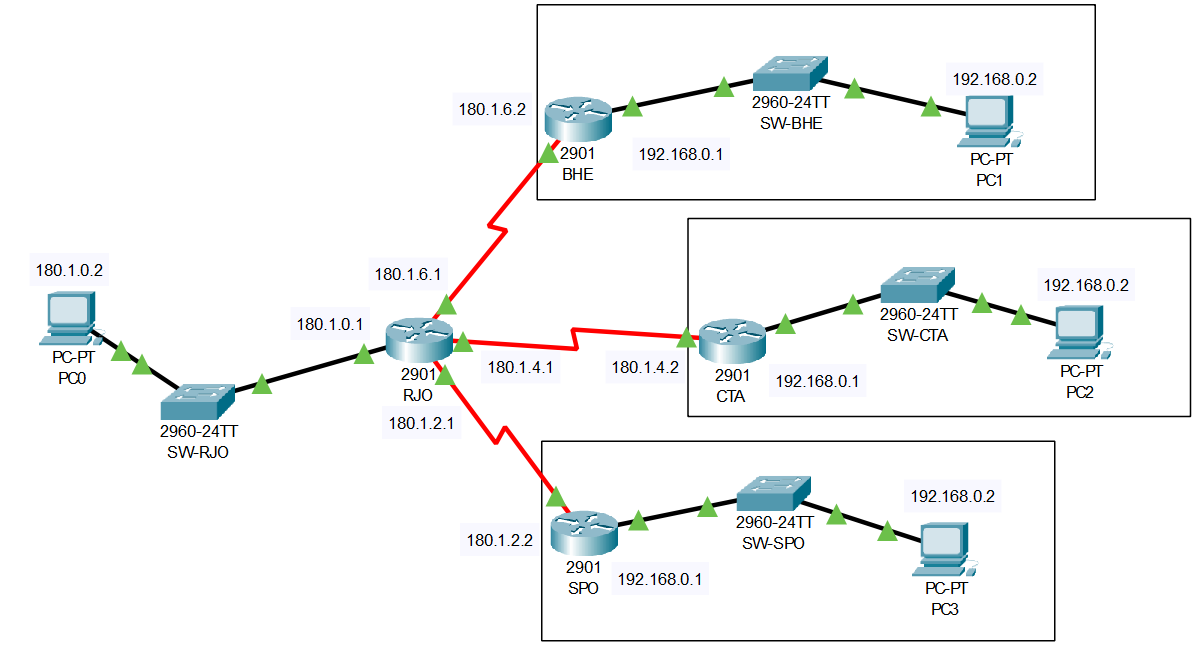 192.168.0.2
180.1.6.2
2960-24TT
SW-BHE
2901
BHE
192.168.0.1
PC-PT
PC1
180.1.0.2
180.1.6.1
192.168.0.2
180.1.0.1
2960-24TT
SW-CTA
PC-PT
PC0
2901
RJO
180.1.4.1
180.1.4.2
2901
CTA
192.168.0.1
PC-PT
PC2
2960-24TT
SW-RJO
180.1.2.1
192.168.0.2
2960-24TT
SW-SPO
180.1.2.2
2901
SPO
192.168.0.1
PC-PT
PC3